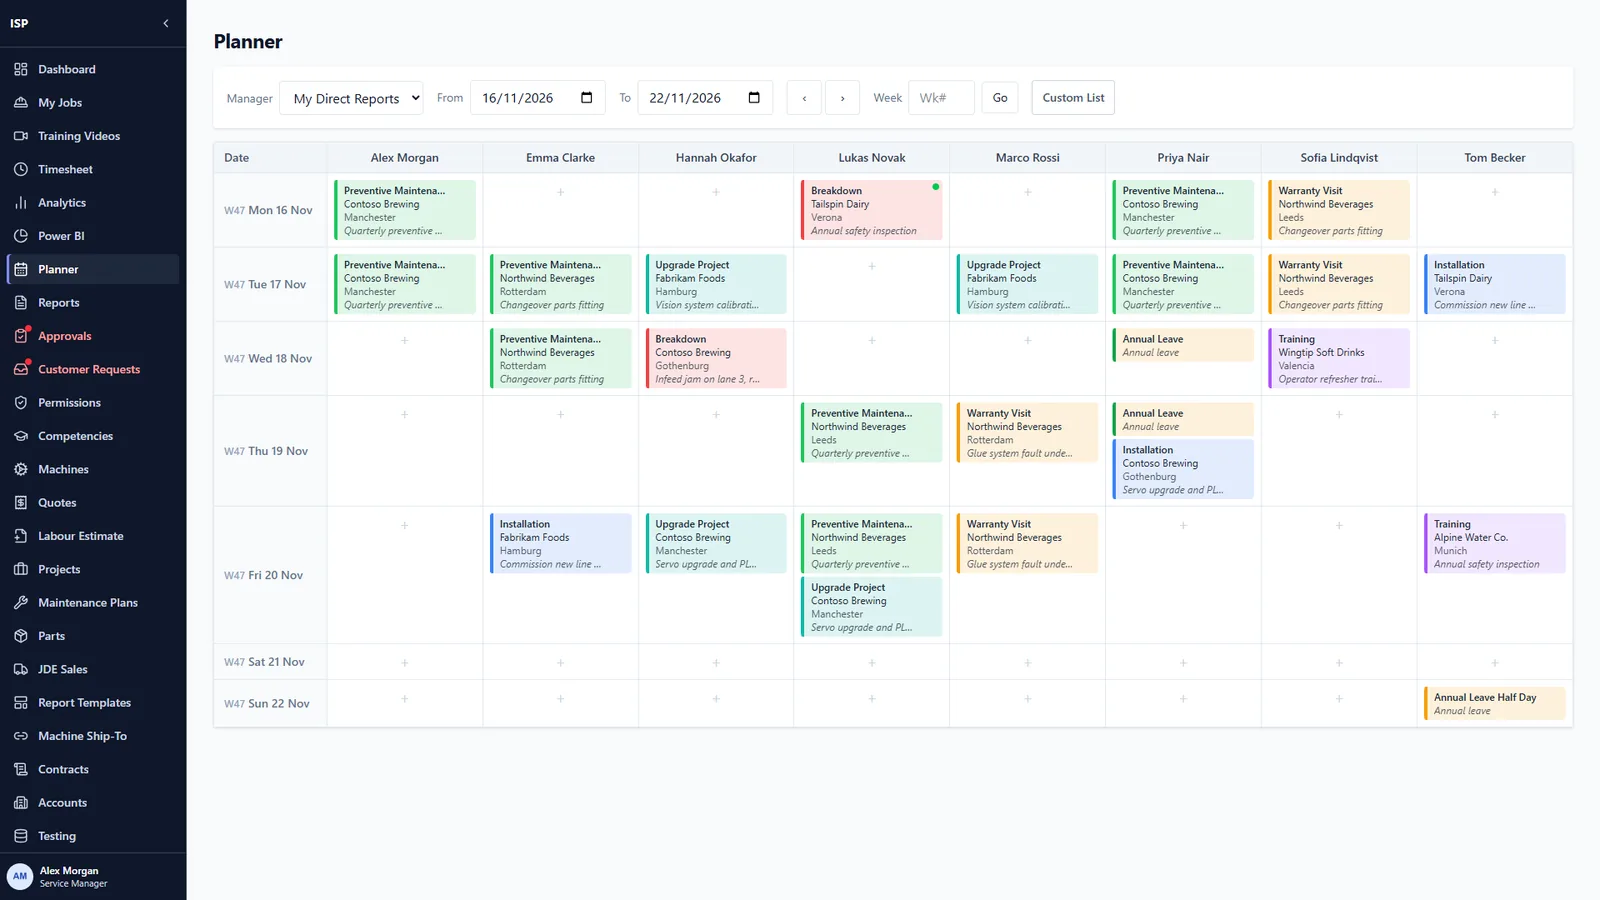 ISP
Dashboard
My Jobs
Training Videos
Timesheet
Analytics
Power BI
Planner
Reports
Approvals
Customer Requests
Permissions
Competencies
Machines
Quotes
Labour Estimate
Projects
Maintenance Plans
Parts
JDE Sales
Report Templates
Machine Ship-To
Contracts
Accounts
Testing
AM
Alex Morgan
Service Manager
Planner
Manager My Direct Reports From 16/11/2026 To 22/11/2026 ‹ › Week Wk# Go Custom List
Date Alex Morgan Emma Clarke Hannah Okafor Lukas Novak Marco Rossi Priya Nair Sofia Lindqvist Tom Becker
W47 Mon 16 Nov
Preventive Maintena...
Contoso Brewing
Manchester
Quarterly preventive ...
+
+
Breakdown
Tailspin Dairy
Verona
Annual safety inspection
+
Preventive Maintena...
Contoso Brewing
Manchester
Quarterly preventive ...
Warranty Visit
Northwind Beverages
Leeds
Changeover parts fitting
+
W47 Tue 17 Nov
Preventive Maintena...
Contoso Brewing
Manchester
Quarterly preventive ...
Preventive Maintena...
Northwind Beverages
Rotterdam
Changeover parts fitting
Upgrade Project
Fabrikam Foods
Hamburg
Vision system calibrati...
+
Upgrade Project
Fabrikam Foods
Hamburg
Vision system calibrati...
Preventive Maintena...
Contoso Brewing
Manchester
Quarterly preventive ...
Warranty Visit
Northwind Beverages
Leeds
Changeover parts fitting
Installation
Tailspin Dairy
Verona
Commission new line ...
W47 Wed 18 Nov
+
Preventive Maintena...
Northwind Beverages
Rotterdam
Changeover parts fitting
Breakdown
Contoso Brewing
Gothenburg
Infeed jam on lane 3, r...
+
+
Annual Leave
Annual leave
Training
Wingtip Soft Drinks
Valencia
Operator refresher trai...
+
W47 Thu 19 Nov
+
+
+
Preventive Maintena...
Northwind Beverages
Leeds
Quarterly preventive ...
Warranty Visit
Northwind Beverages
Rotterdam
Glue system fault unde...
Annual Leave
Annual leave
Installation
Contoso Brewing
Gothenburg
Servo upgrade and PL...
+
+
W47 Fri 20 Nov
+
Installation
Fabrikam Foods
Hamburg
Commission new line ...
Upgrade Project
Contoso Brewing
Manchester
Servo upgrade and PL...
Preventive Maintena...
Northwind Beverages
Leeds
Quarterly preventive ...
Upgrade Project
Contoso Brewing
Manchester
Servo upgrade and PL...
Warranty Visit
Northwind Beverages
Rotterdam
Glue system fault unde...
+
+
Training
Alpine Water Co.
Munich
Annual safety inspection
W47 Sat 21 Nov
+ + + + + + + +
W47 Sun 22 Nov
+ + + + + + +
Annual Leave Half Day
Annual leave